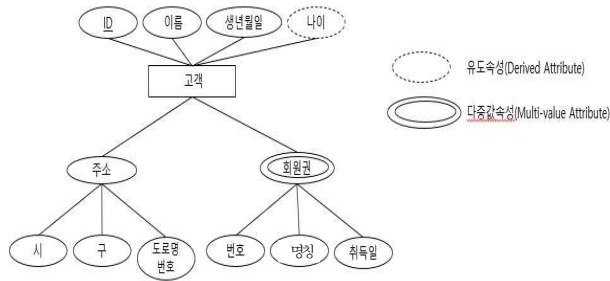 ID
이름
생년월일
나이
고객
유도속성(Derived Attribute)
다중값속성(Multi-value Attribute)
주소
회원권
시
구
도로명
번호
번호
명칭
취득일